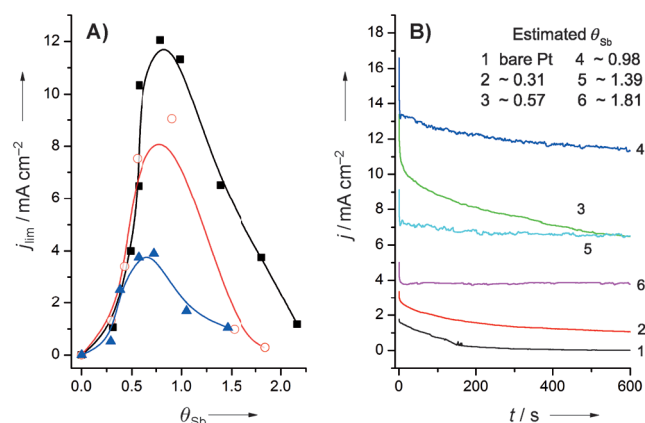 A)
j_lim / mA cm⁻²
12
10
8
6
4
2
0
0.0 0.5 1.0 1.5 2.0
θ_Sb
B)
Estimated θ_Sb
1 bare Pt 4 ~ 0.98
2 ~ 0.31 5 ~ 1.39
3 ~ 0.57 6 ~ 1.81
j / mA cm⁻²
18
16
14
12
10
8
6
4
2
0
4
3
5
6
2
1
0 200 400 600
t / s